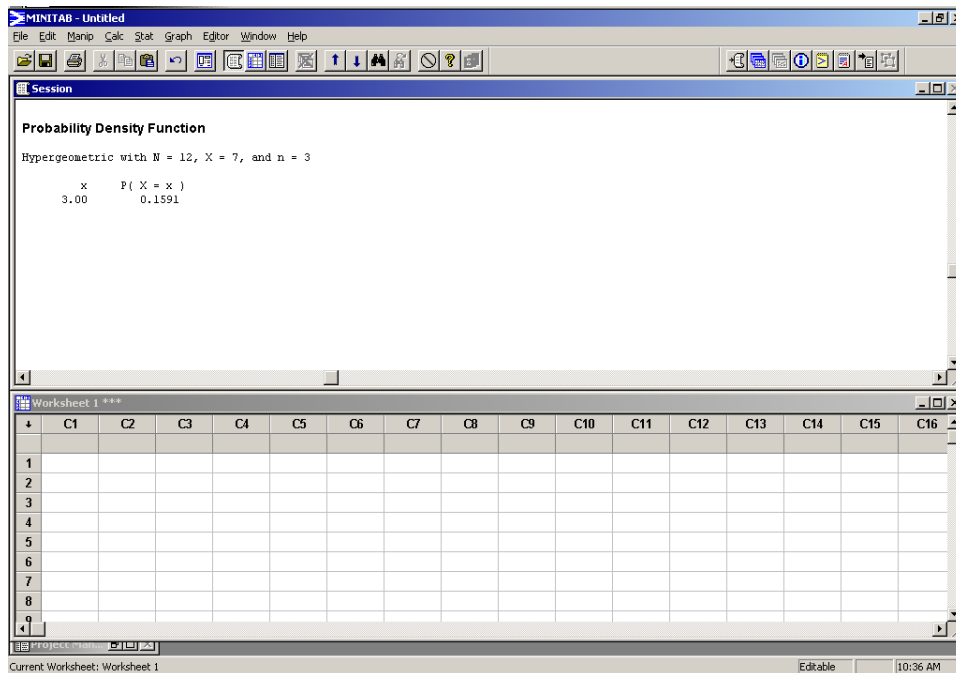 MINITAB - Untitled
File Edit Manip Calc Stat Graph Editor Window Help
Session
Probability Density Function
Hypergeometric with N = 12, X = 7, and n = 3
x P( X = x )
3.00 0.1591
Worksheet 1 ***
C1 C2 C3 C4 C5 C6 C7 C8 C9 C10 C11 C12 C13 C14 C15 C16
1
2
3
4
5
6
7
8
9
Project Man...
Current Worksheet: Worksheet 1 Editable 10:36 AM